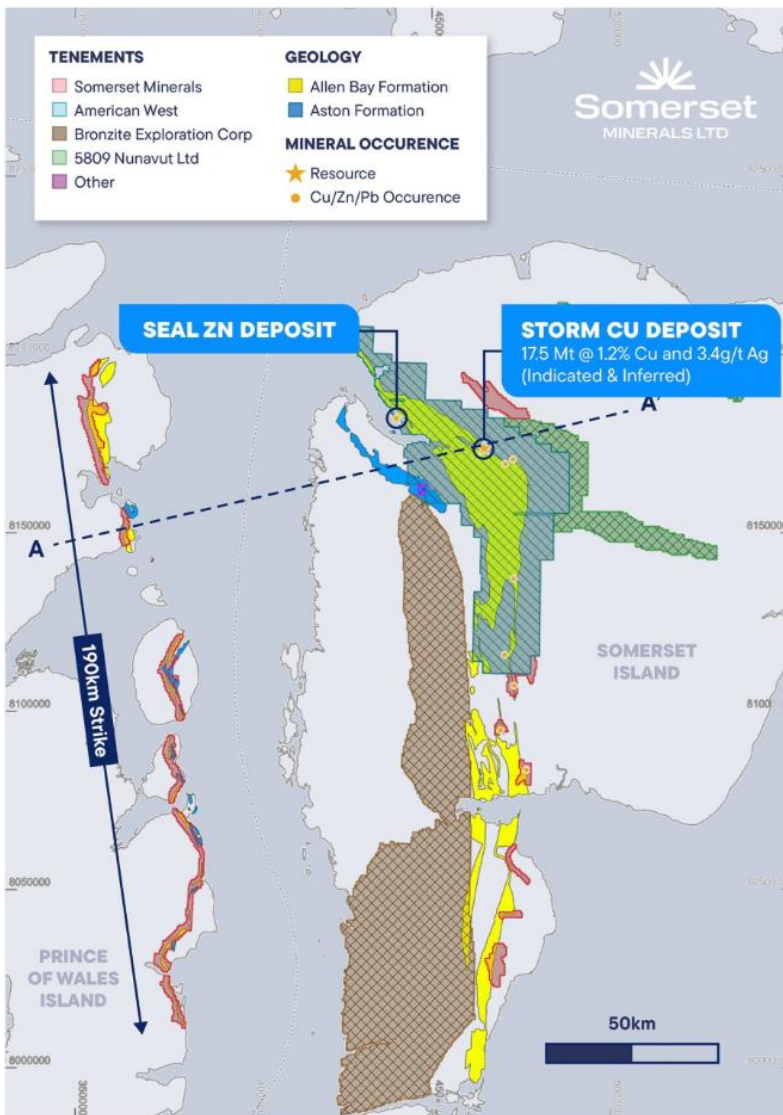 TENEMENTS
Somerset Minerals
American West
Bronzite Exploration Corp
5809 Nunavut Ltd
Other
GEOLOGY
Allen Bay Formation
Aston Formation
MINERAL OCCURENCE
Resource
Cu/Zn/Pb Occurence
Somerset
MINERALS LTD
SEAL ZN DEPOSIT
STORM CU DEPOSIT
17.5 Mt @ 1.2% Cu and 3.4g/t Ag
(Indicated & Inferred)
A'
8150000
8150000
A
190km Strike
SOMERSET
ISLAND
8100000
8050000
PRINCE
OF WALES
ISLAND
50km
8000000
350000